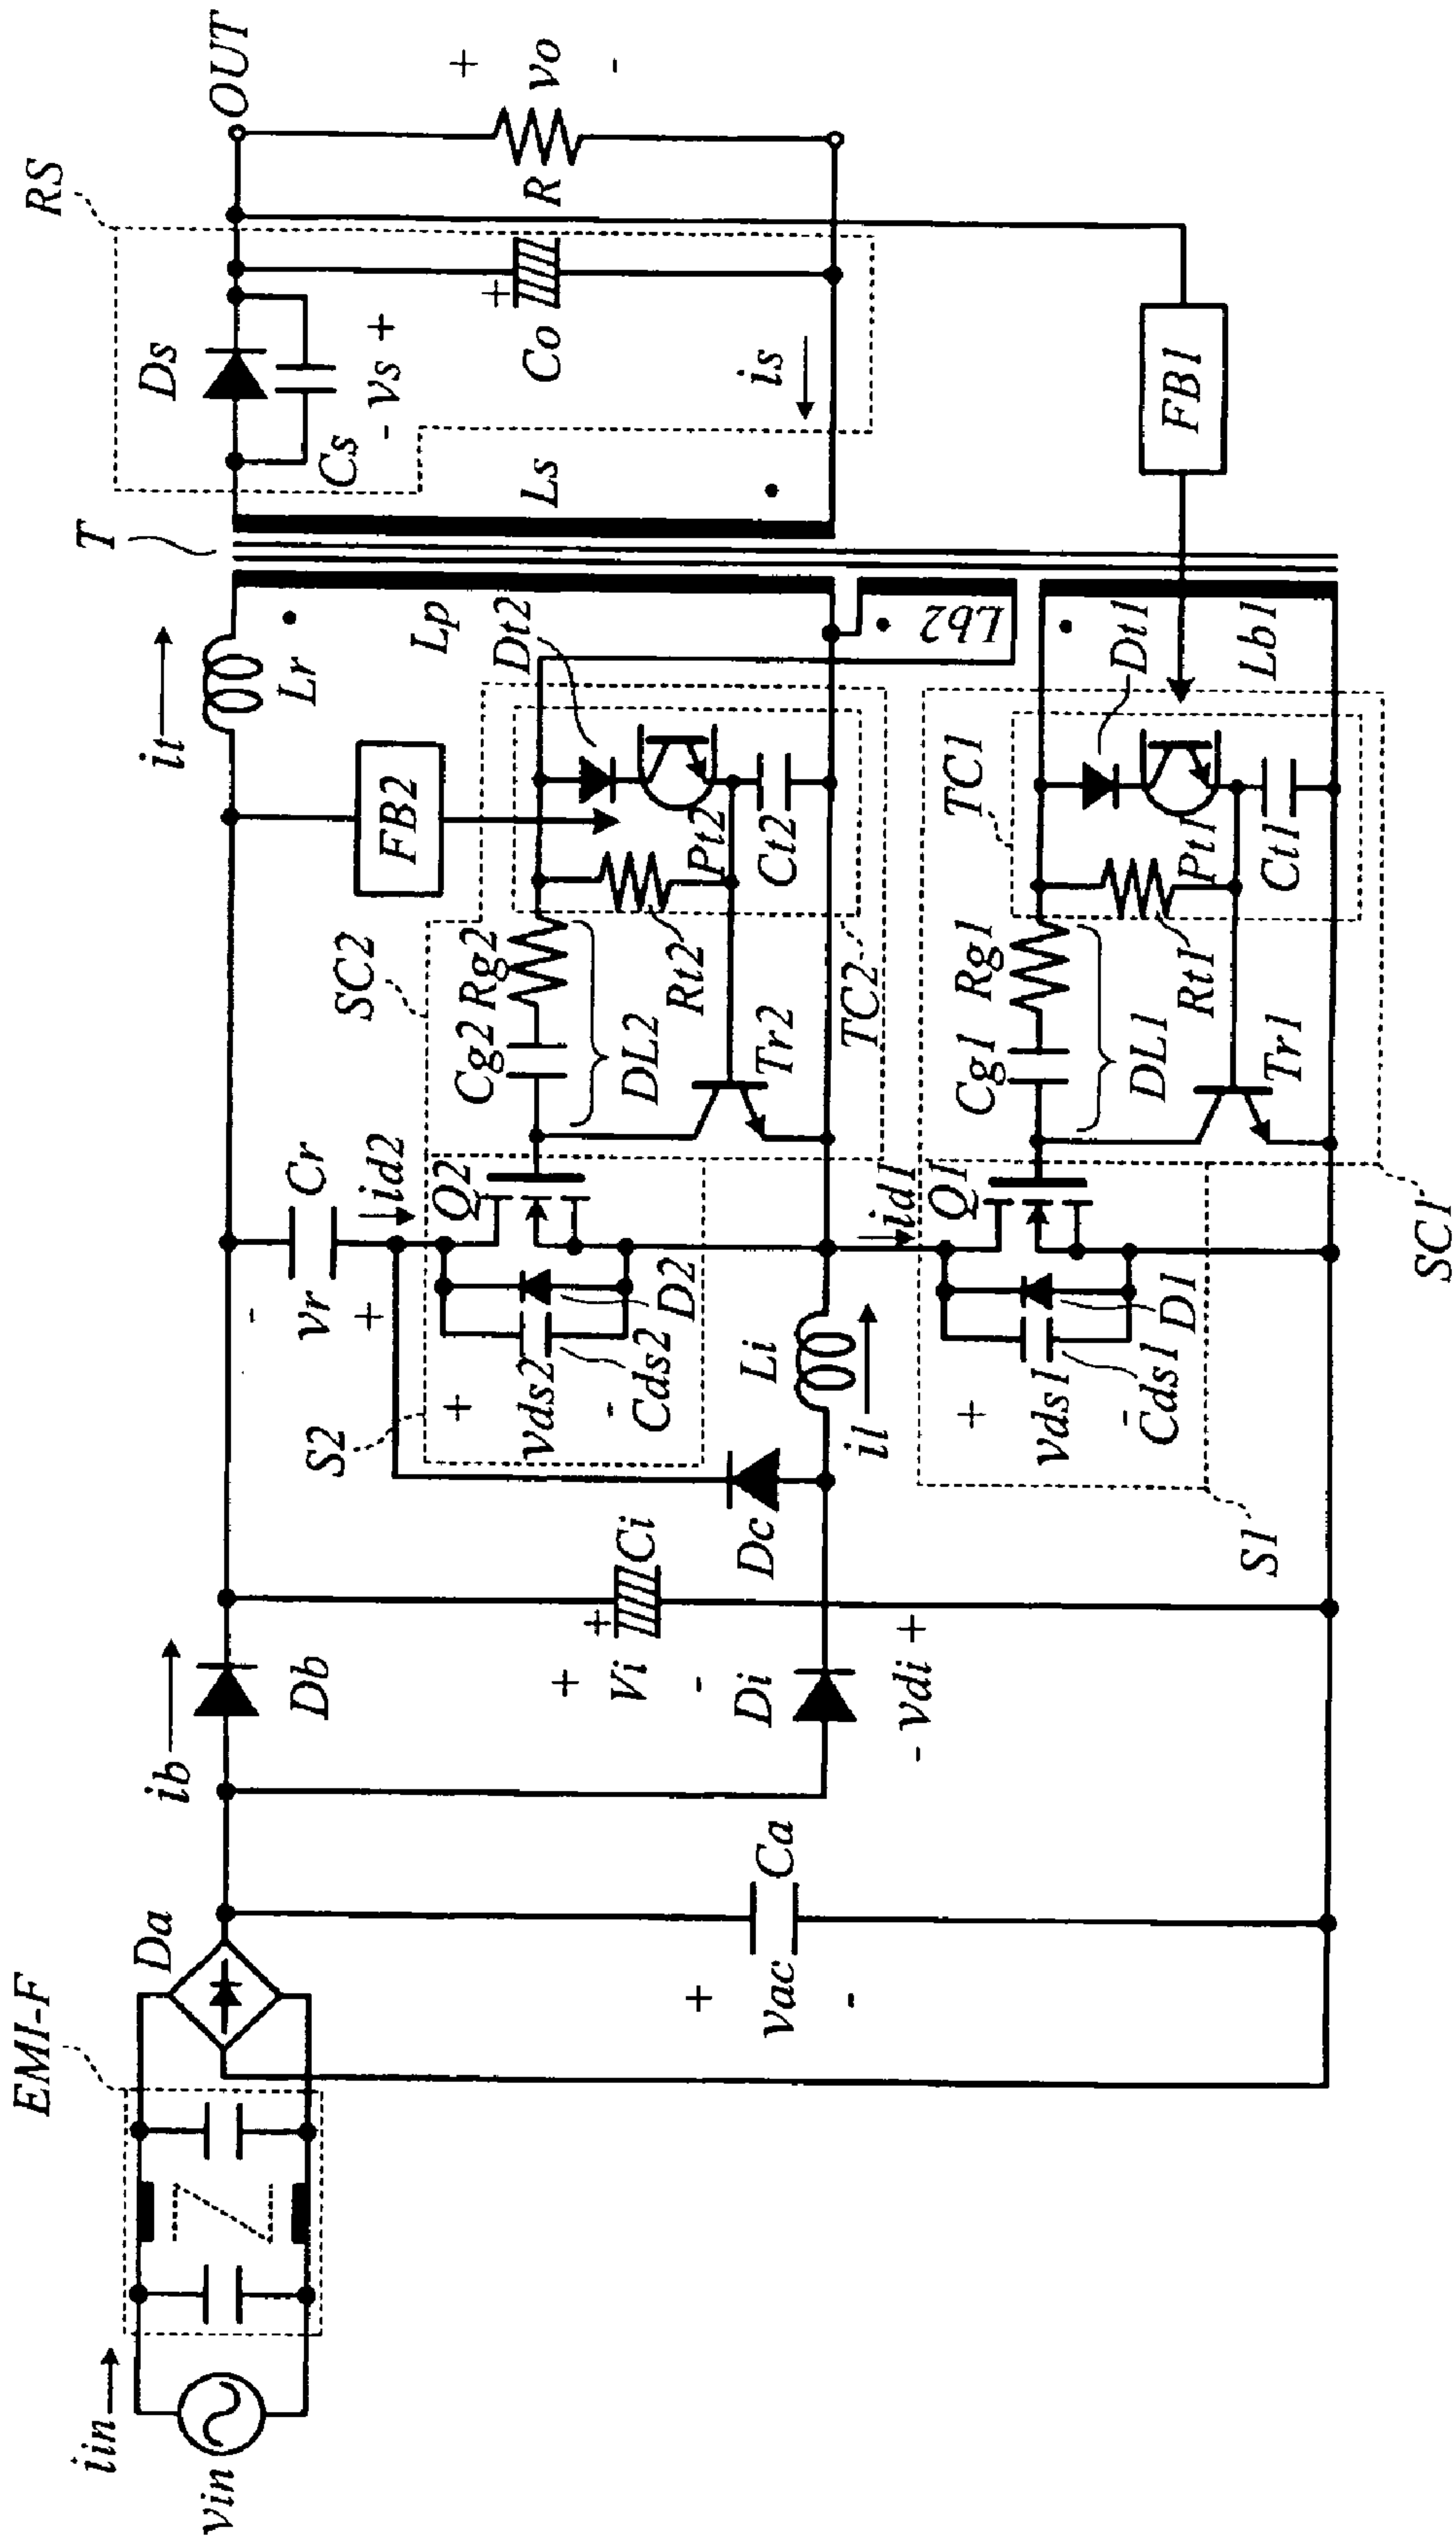 EMI-F
iin
vin
Da
+
vac
-
Ca
ib
Db
+
Vi
-
+
Ci
Di
- vdi +
Dc
il
Li
S2
+
vds2
-
Cds2
D2
-
vr
+
Cr
id2
Q2
id1
Q1
+
vds1
-
Cds1
D1
S1
SC1
SC2
Cg2
Rg2
DL2
Rt2
Tr2
TC2
FB2
Pt2
Ct2
Dt2
Cg1
Rg1
DL1
Rt1
Tr1
TC1
Pt1
Ct1
Dt1
it
Lr
Lp
Lb2
Lb1
T
Ls
RS
Ds
Cs
- vs +
+
Co
is
FB1
R
OUT
+
vo
-